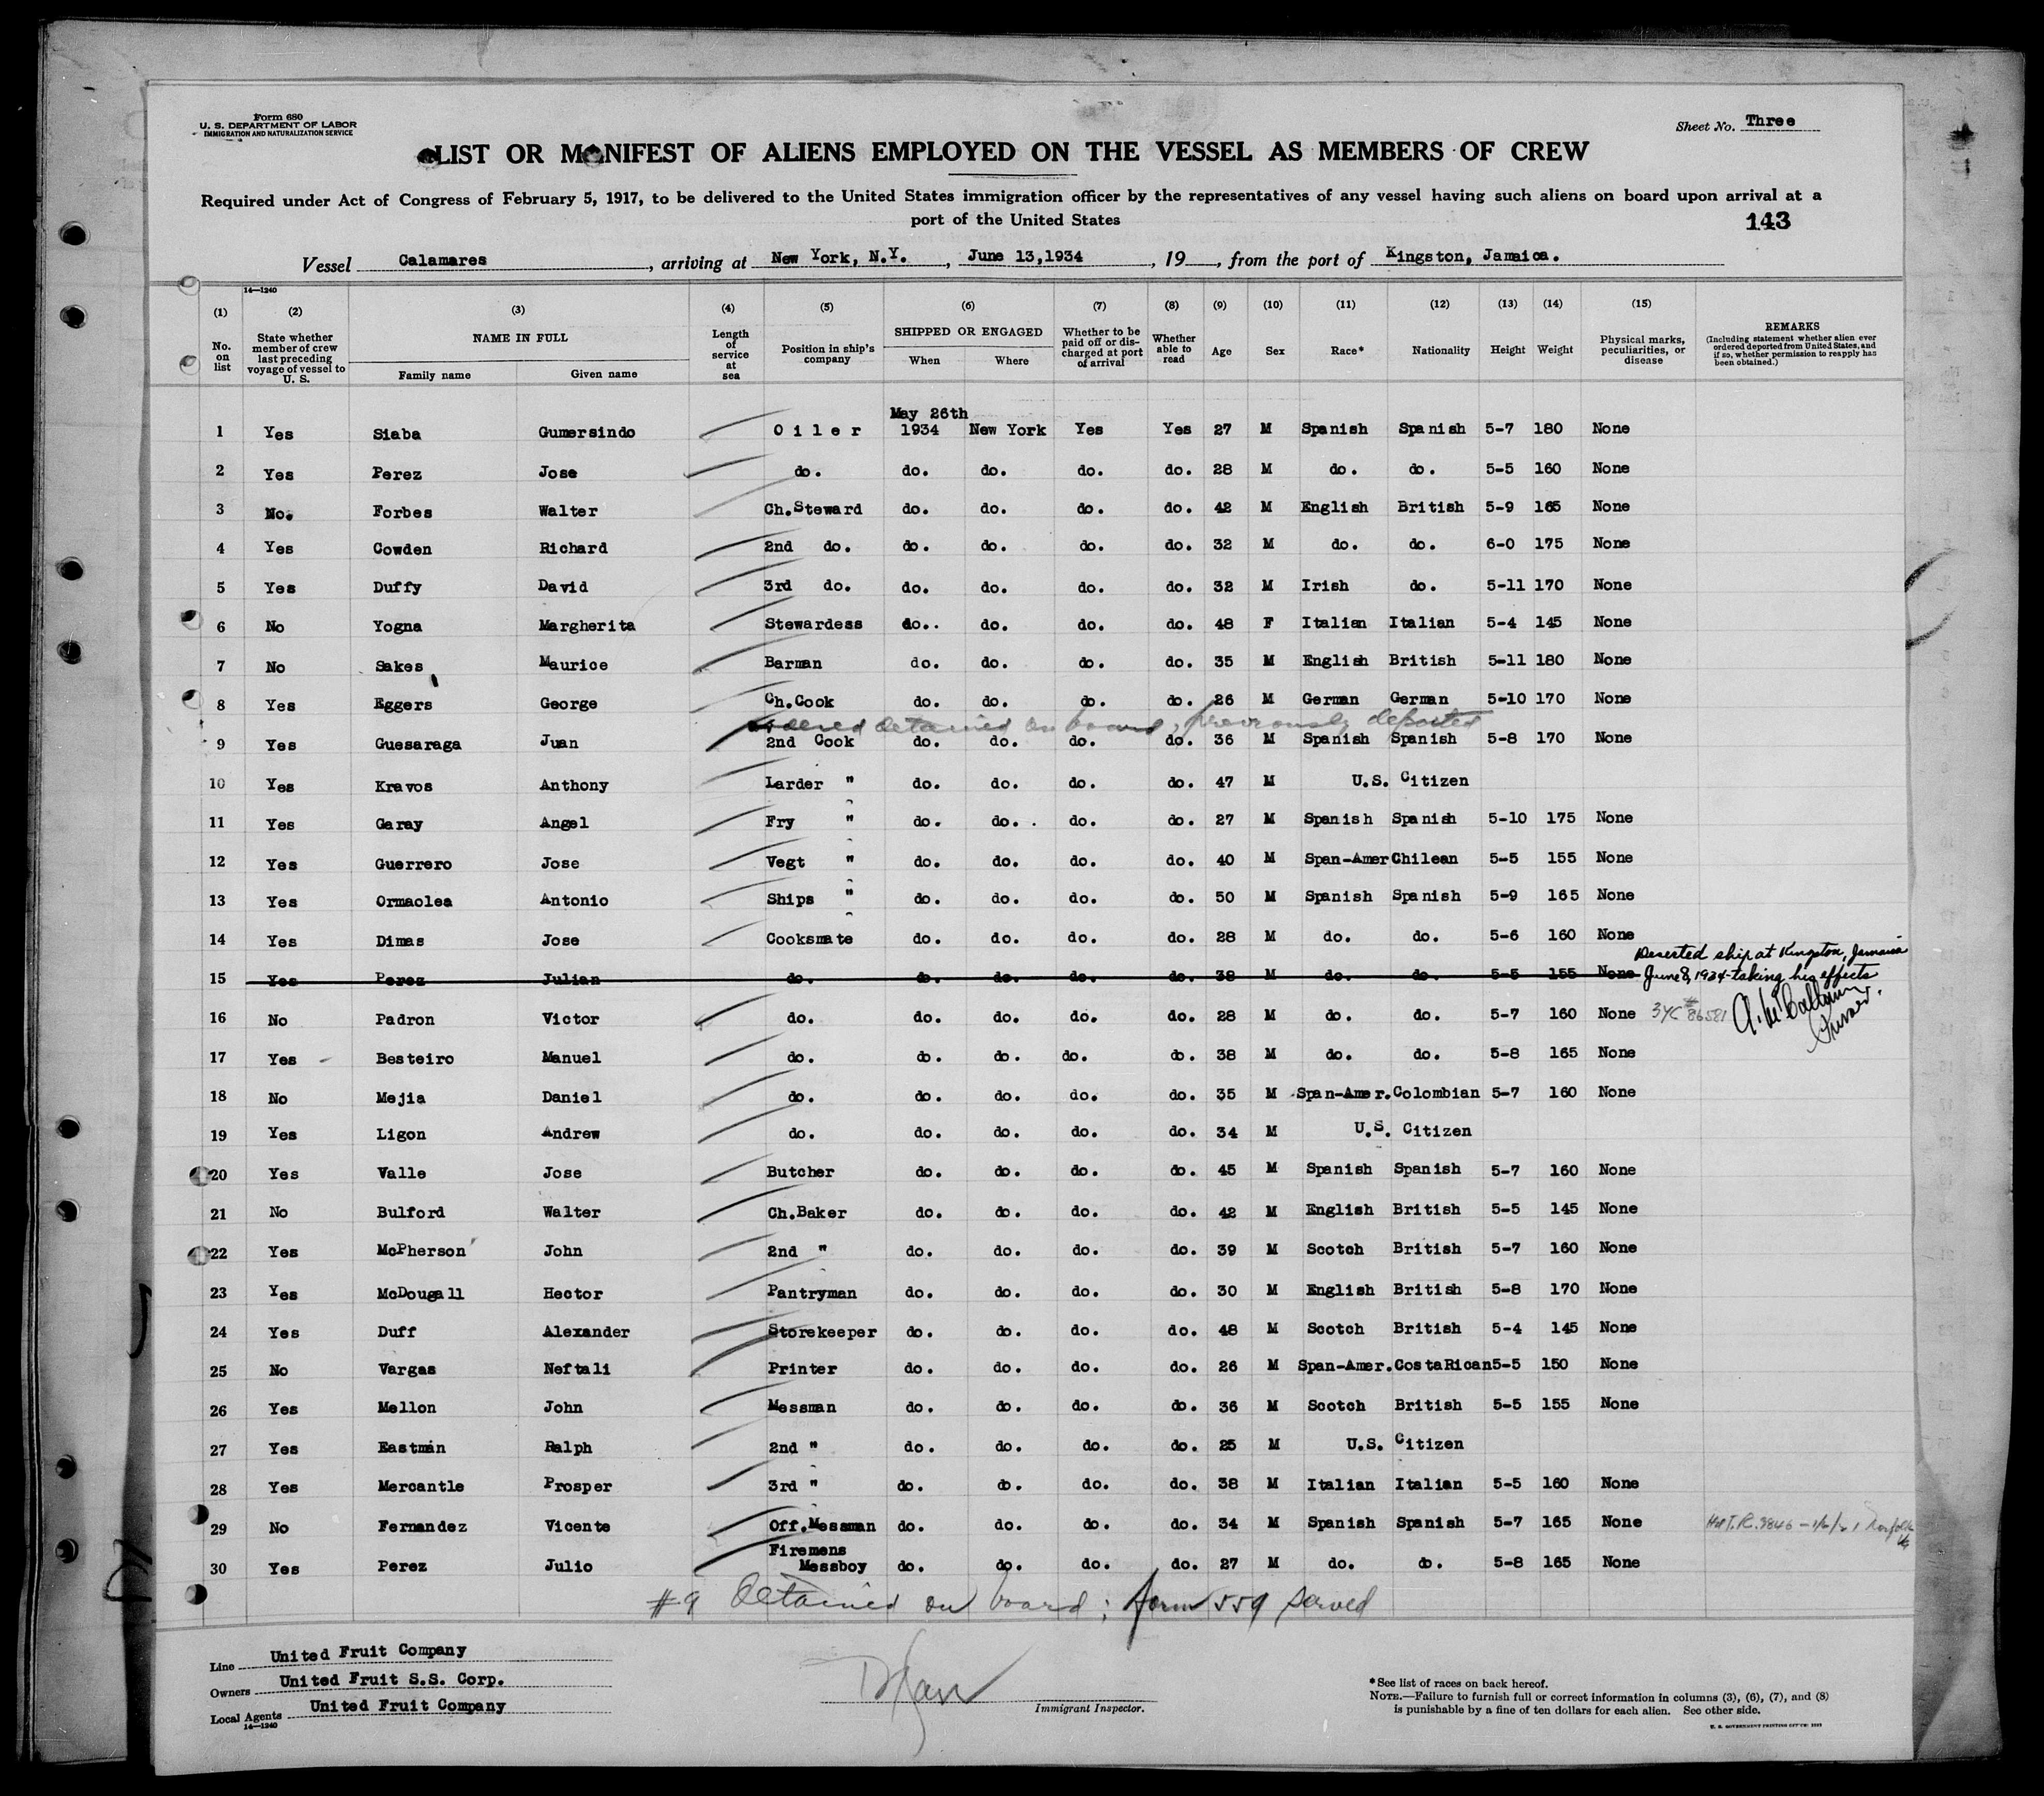 Form 680
U. S. DEPARTMENT OF LABOR
IMMIGRATION AND NATURALIZATION SERVICE
Sheet No. Three
LIST OR MANIFEST OF ALIENS EMPLOYED ON THE VESSEL AS MEMBERS OF CREW
Required under Act of Congress of February 5, 1917, to be delivered to the United States immigration officer by the representatives of any vessel having such aliens on board upon arrival at a
port of the United States
143
Vessel Calamares, arriving at New York, N.Y., June 13,1934, 19, from the port of Kingston, Jamaica.
14—1240
(1) (2) (3) (4) (5) (6) (7) (8) (9) (10) (11) (12) (13) (14) (15)
No. on list
State whether member of crew last preceding voyage of vessel to U. S.
NAME IN FULL
Family name Given name
Length of service at sea
Position in ship's company
SHIPPED OR ENGAGED
When Where
Whether to be paid off or discharged at port of arrival
Whether able to read
Age Sex Race* Nationality Height Weight
Physical marks, peculiarities, or disease
REMARKS
(Including statement whether alien ever ordered deported from United States, and if so, whether permission to reapply has been obtained.)
May 26th
1 Yes Siaba Gumersindo Oiler 1934 New York Yes Yes 27 M Spanish Spanish 5-7 180 None
2 Yes Perez Jose do. do. do. do. do. 28 M do. do. 5-5 160 None
3 No. Forbes Walter Ch.Steward do. do. do. do. 42 M English British 5-9 165 None
4 Yes Cowden Richard 2nd do. do. do. do. do. 32 M do. do. 6-0 175 None
5 Yes Duffy David 3rd do. do. do. do. do. 32 M Irish do. 5-11 170 None
6 No Yogna Margherita Stewardess do.. do. do. do. 48 F Italian Italian 5-4 145 None
7 No Sakes Maurice Barman do. do. do. do. 35 M English British 5-11 180 None
8 Yes Eggers George Ch.Cook do. do. do. do. 26 M German German 5-10 170 None
Ordered detained on board, previously deported
9 Yes Guesaraga Juan 2nd Cook do. do. do. do. 36 M Spanish Spanish 5-8 170 None
10 Yes Kravos Anthony Larder " do. do. do. do. 47 M U.S. Citizen
11 Yes Garay Angel Fry " do. do. do. do. 27 M Spanish Spanish 5-10 175 None
12 Yes Guerrero Jose Vegt " do. do. do. do. 40 M Span-Amer Chilean 5-5 155 None
13 Yes Ormaolea Antonio Ships " do. do. do. do. 50 M Spanish Spanish 5-9 165 None
14 Yes Dimas Jose Cooksmate do. do. do. do. 28 M do. do. 5-6 160 None
Deserted ship at Kingston, Jamaica
15 Yes Perez Julian do. do. do. do. do. 38 M do. do. 5-5 155 None June 8, 1934-taking his effects
16 No Padron Victor do. do. do. do. do. 28 M do. do. 5-7 160 None
Purser.
17 Yes Besteiro Manuel do. do. do. do. do. 38 M do. do. 5-8 165 None
18 No Mejia Daniel do. do. do. do. do. 35 M Span-Amer. Colombian 5-7 160 None
19 Yes Ligon Andrew do. do. do. do. do. 34 M U.S. Citizen
20 Yes Valle Jose Butcher do. do. do. do. 45 M Spanish Spanish 5-7 160 None
21 No Bulford Walter Ch.Baker do. do. do. do. 42 M English British 5-5 145 None
22 Yes McPherson John 2nd " do. do. do. do. 39 M Scotch British 5-7 160 None
23 Yes McDougall Hector Pantryman do. do. do. do. 30 M English British 5-8 170 None
24 Yes Duff Alexander Storekeeper do. do. do. do. 48 M Scotch British 5-4 145 None
25 No Vargas Neftali Printer do. do. do. do. 26 M Span-Amer. CostaRican 5-5 150 None
26 Yes Mellon John Messman do. do. do. do. 36 M Scotch British 5-5 155 None
27 Yes Eastman Ralph 2nd " do. do. do. do. 25 M U.S. Citizen
28 Yes Mercantle Prosper 3rd " do. do. do. do. 38 M Italian Italian 5-5 160 None
29 No Fernandez Vicente Off.Messman do. do. do. do. 34 M Spanish Spanish 5-7 165 None
Firemens
30 Yes Perez Julio Messboy do. do. do. do. 27 M do. do. 5-8 165 None
#9 Detained on board; form 559 served
Line United Fruit Company
Owners United Fruit S.S. Corp.
Local Agents United Fruit Company
14—1240
Immigrant Inspector.
*See list of races on back hereof.
NOTE.—Failure to furnish full or correct information in columns (3), (6), (7), and (8)
is punishable by a fine of ten dollars for each alien. See other side.